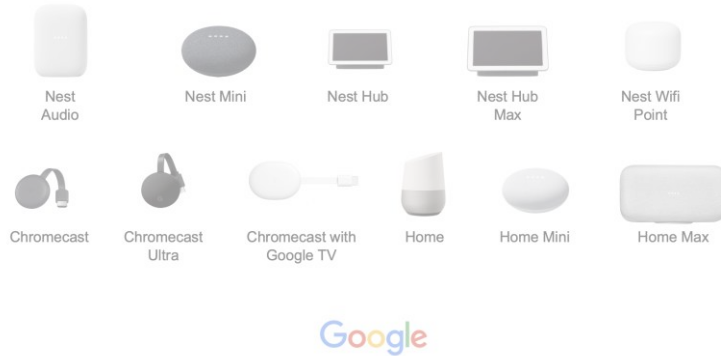 Nest Audio
Nest Mini
Nest Hub
Nest Hub Max
Nest Wifi Point
Chromecast
Chromecast Ultra
Chromecast with Google TV
Home
Home Mini
Home Max
Google